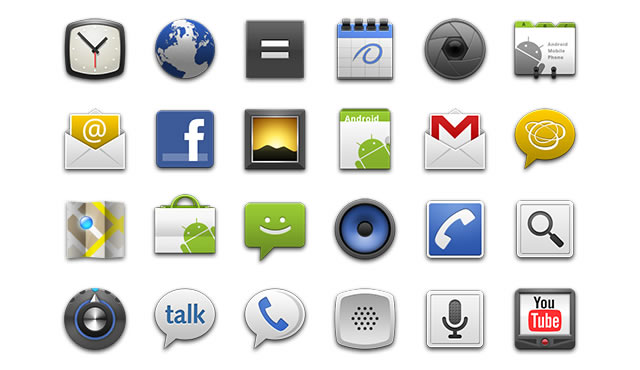 Android
Mobile
Phone
@
f
Android
M
talk
You
Tube